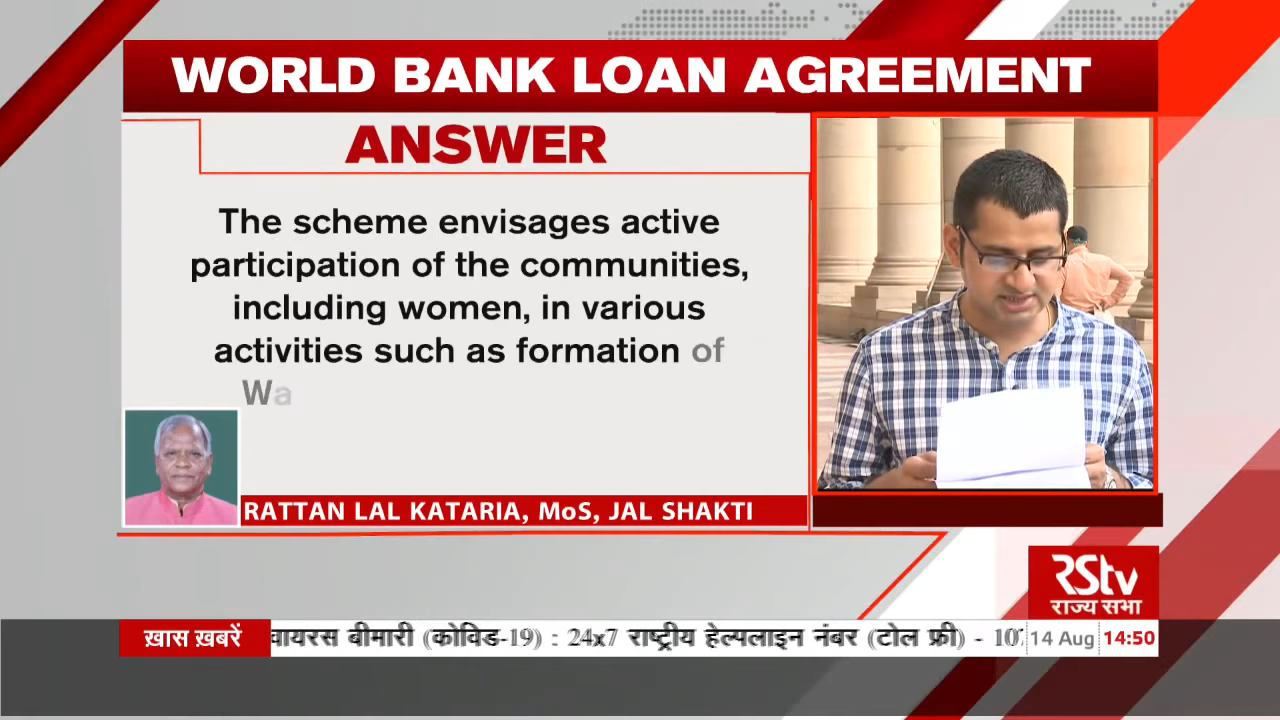 WORLD BANK LOAN AGREEMENT
ANSWER
The scheme envisages active
participation of the communities,
including women, in various
activities such as formation of
Wa
RATTAN LAL KATARIA, MoS, JAL SHAKTI
RStv
राज्य सभा
ख़ास ख़बरें
वायरस बीमारी (कोविड-19) : 24x7 राष्ट्रीय हेल्पलाइन नंबर (टोल फ्री) - 10
14 Aug 14:50